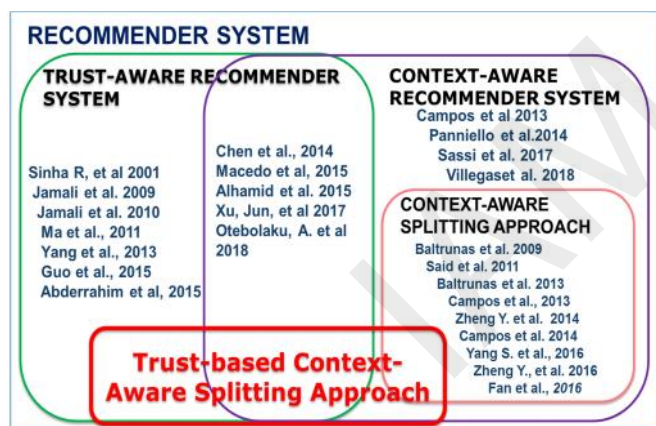 RECOMMENDER SYSTEM
TRUST-AWARE RECOMMENDER
SYSTEM
Sinha R, et al 2001
Jamali et al. 2009
Jamali et al. 2010
Ma et al., 2011
Yang et al., 2013
Guo et al., 2015
Abderrahim et al, 2015
Chen et al., 2014
Macedo et al, 2015
Alhamid et al. 2015
Xu, Jun, et al 2017
Otebolaku, A. et al
2018
CONTEXT-AWARE
RECOMMENDER SYSTEM
Campos et al 2013
Panniello et al.2014
Sassi et al. 2017
Villegaset al. 2018
CONTEXT-AWARE
SPLITTING APPROACH
Baltrunas et al. 2009
Said et al. 2011
Baltrunas et al. 2013
Campos et al., 2013
Zheng Y. et al. 2014
Campos et al. 2014
Yang S. et al., 2016
Zheng Y., et al. 2016
Fan et al., 2016
Trust-based Context-
Aware Splitting Approach